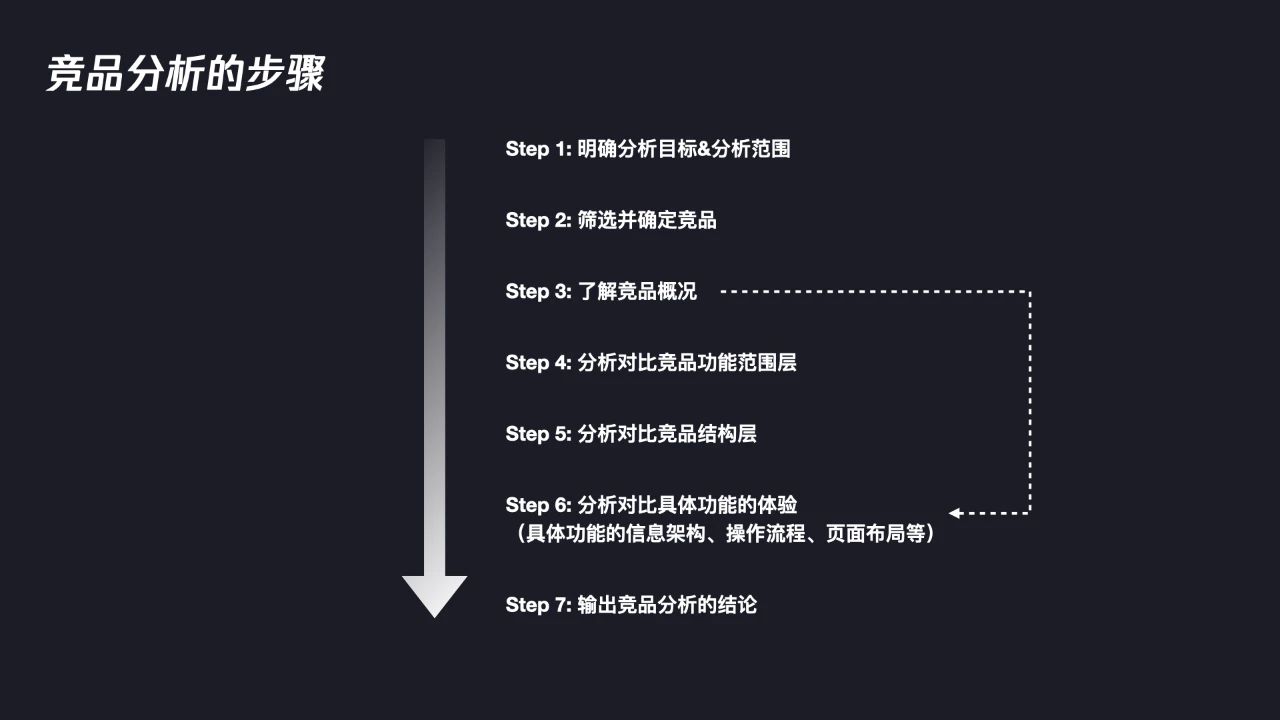 竞品分析的步骤
Step 1: 明确分析目标&分析范围
Step 2: 筛选并确定竞品
Step 3: 了解竞品概况
Step 4: 分析对比竞品功能范围层
Step 5: 分析对比竞品结构层
Step 6: 分析对比具体功能的体验
（具体功能的信息架构、操作流程、页面布局等）
Step 7: 输出竞品分析的结论